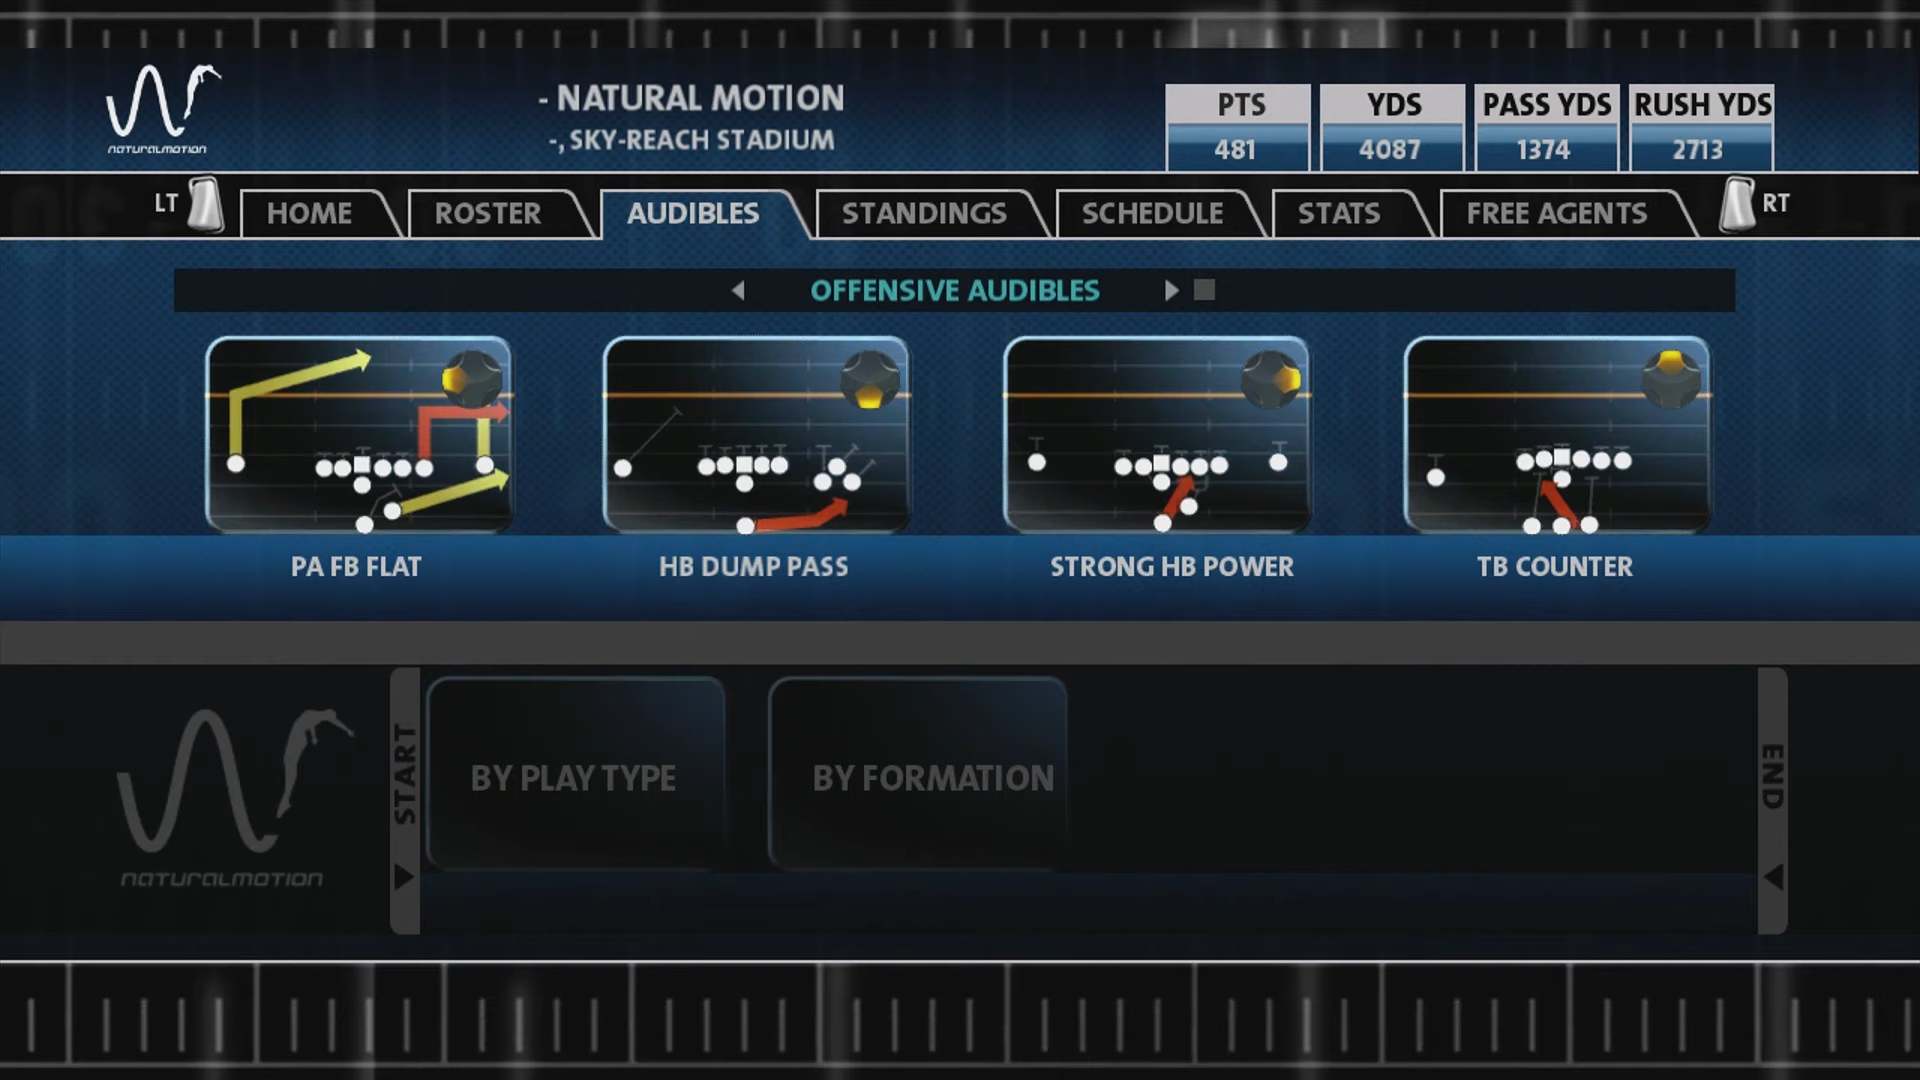 naturalmotion
- NATURAL MOTION
-, SKY-REACH STADIUM
PTS
481
YDS
4087
PASS YDS
1374
RUSH YDS
2713
LT
HOME
ROSTER
AUDIBLES
STANDINGS
SCHEDULE
STATS
FREE AGENTS
RT
OFFENSIVE AUDIBLES
PA FB FLAT
HB DUMP PASS
STRONG HB POWER
TB COUNTER
naturalmotion
START
BY PLAY TYPE
BY FORMATION
END